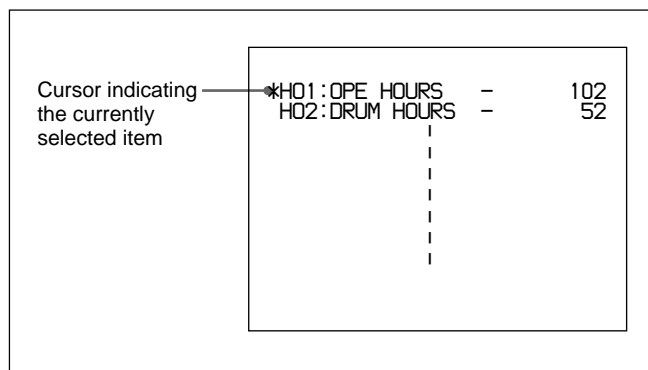 Cursor indicating
the currently
selected item
*H01:OPE HOURS – 102
H02:DRUM HOURS – 52